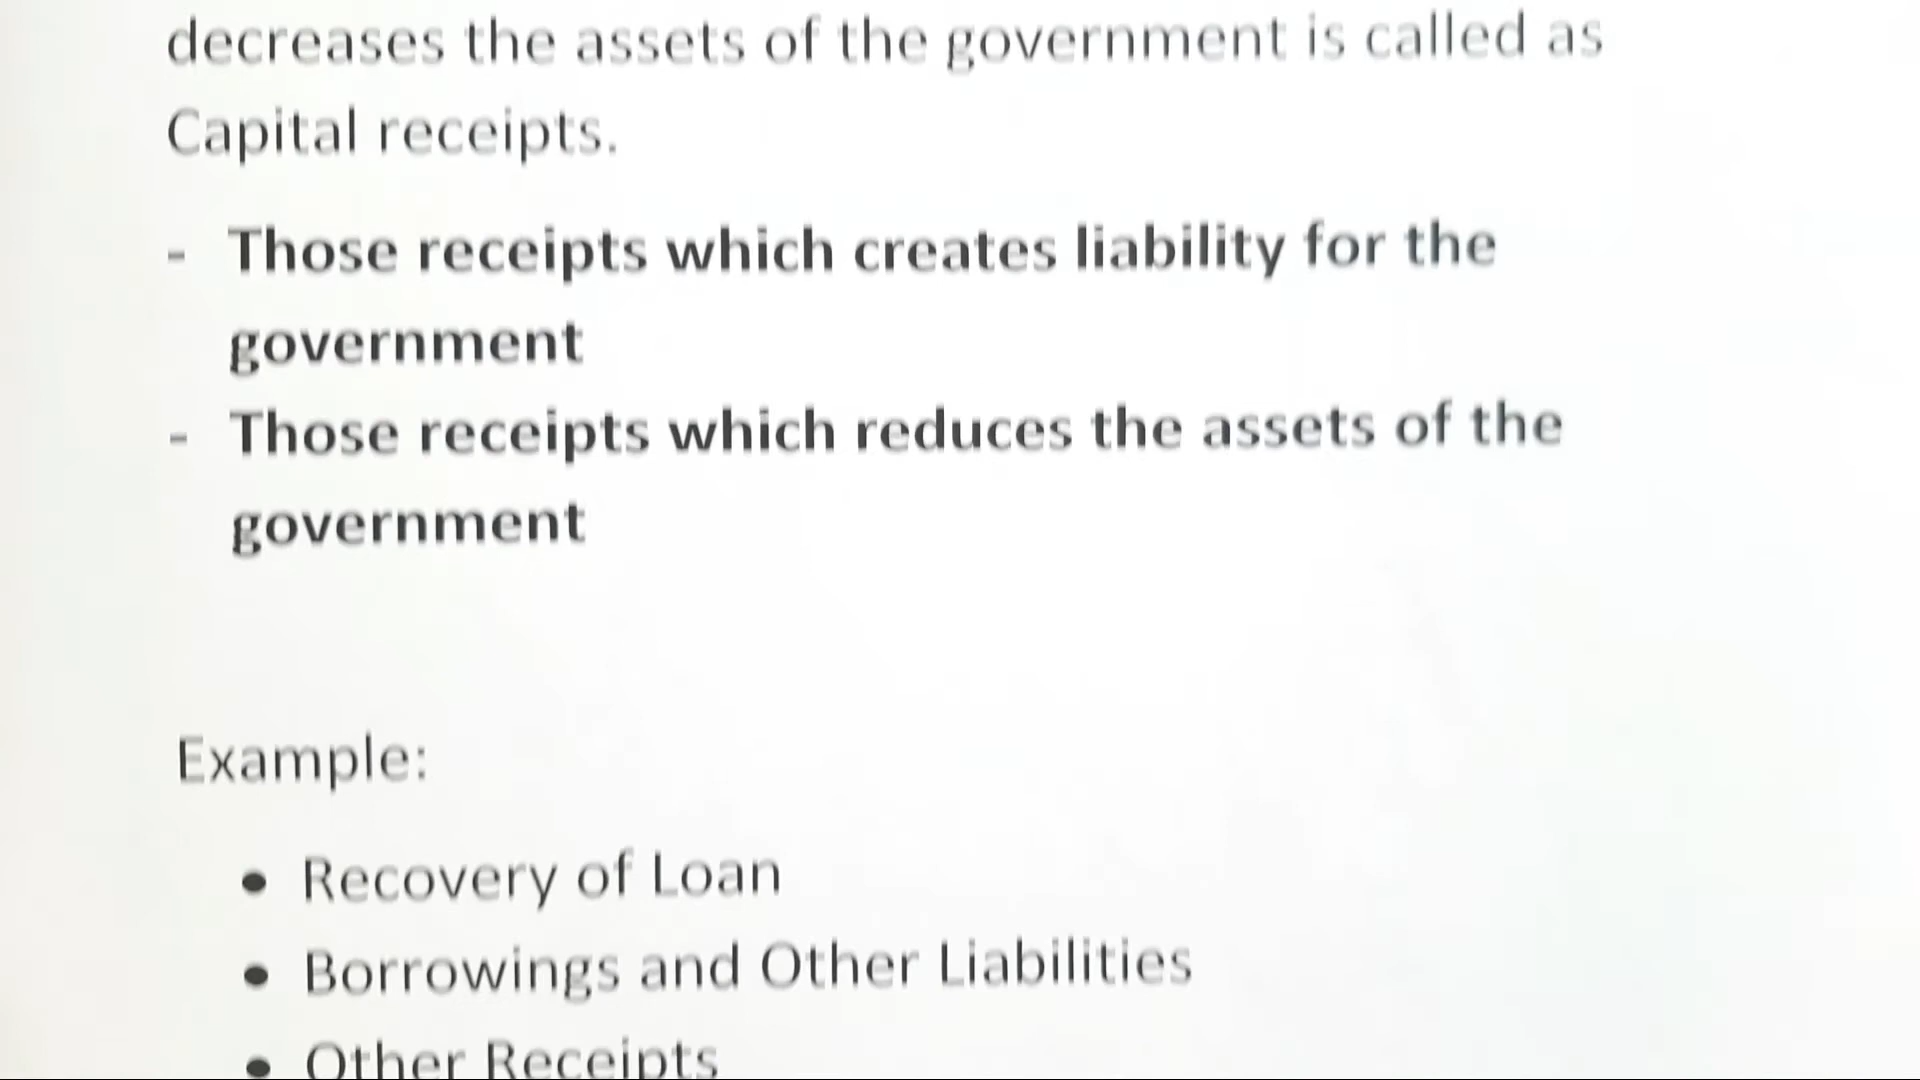 decreases the assets of the government is called as
Capital receipts.
- Those receipts which creates liability for the
government
- Those receipts which reduces the assets of the
government
Example:
• Recovery of Loan
• Borrowings and Other Liabilities
• Other Receipts